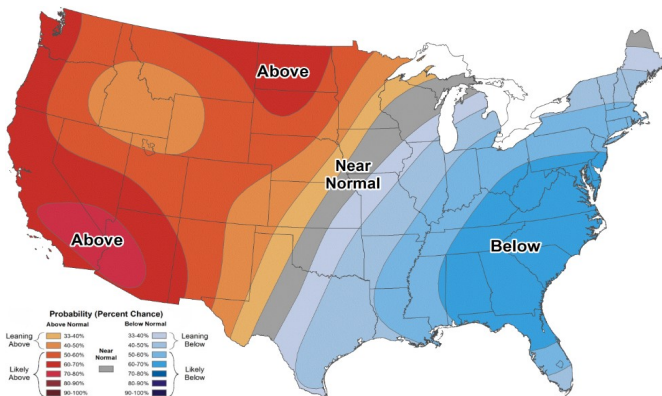 Above
Near
Normal
Above
Below
Probability (Percent Chance)
Above Normal
Below Normal
Leaning
Above
Likely
Above
33-40%
40-50%
50-60%
60-70%
70-80%
80-90%
90-100%
Near
Normal
33-40%
40-50%
50-60%
60-70%
70-80%
80-90%
90-100%
Leaning
Below
Likely
Below